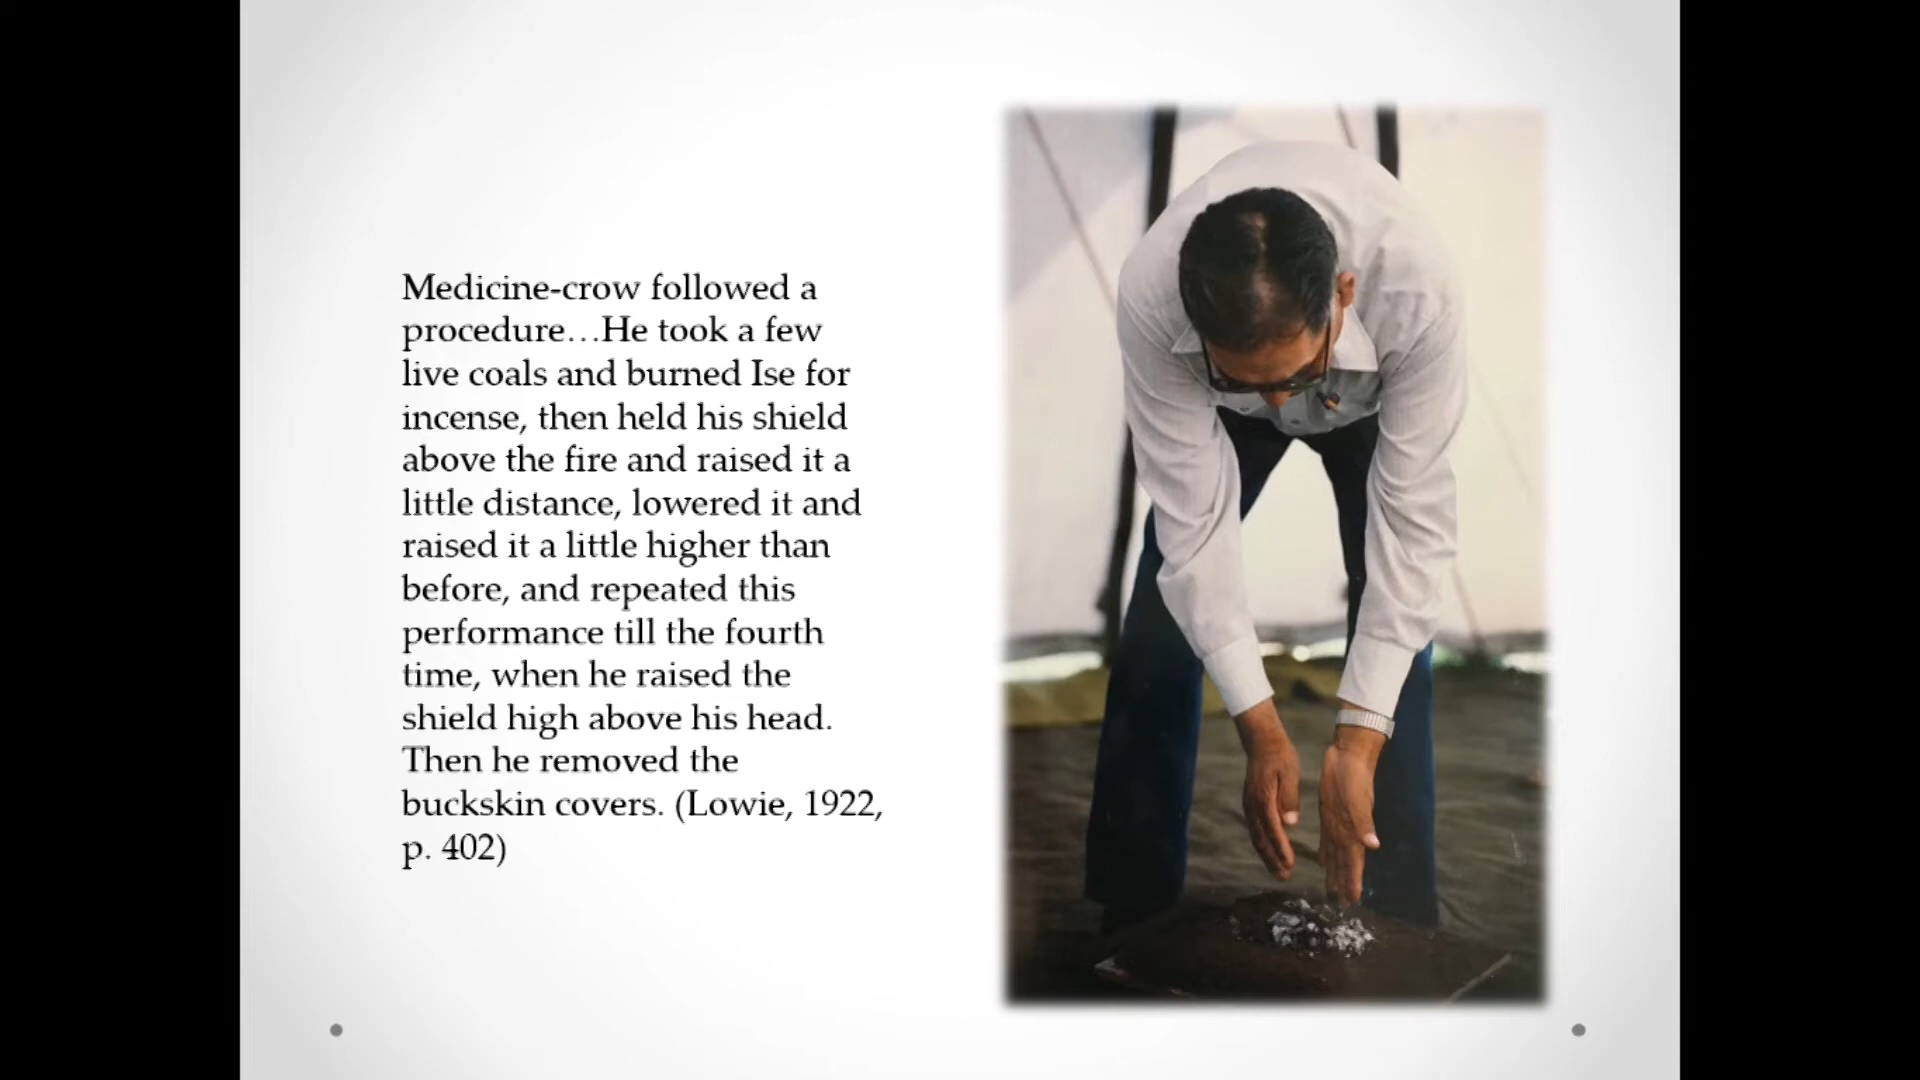 Medicine-crow followed a
procedure…He took a few
live coals and burned Ise for
incense, then held his shield
above the fire and raised it a
little distance, lowered it and
raised it a little higher than
before, and repeated this
performance till the fourth
time, when he raised the
shield high above his head.
Then he removed the
buckskin covers. (Lowie, 1922,
p. 402)